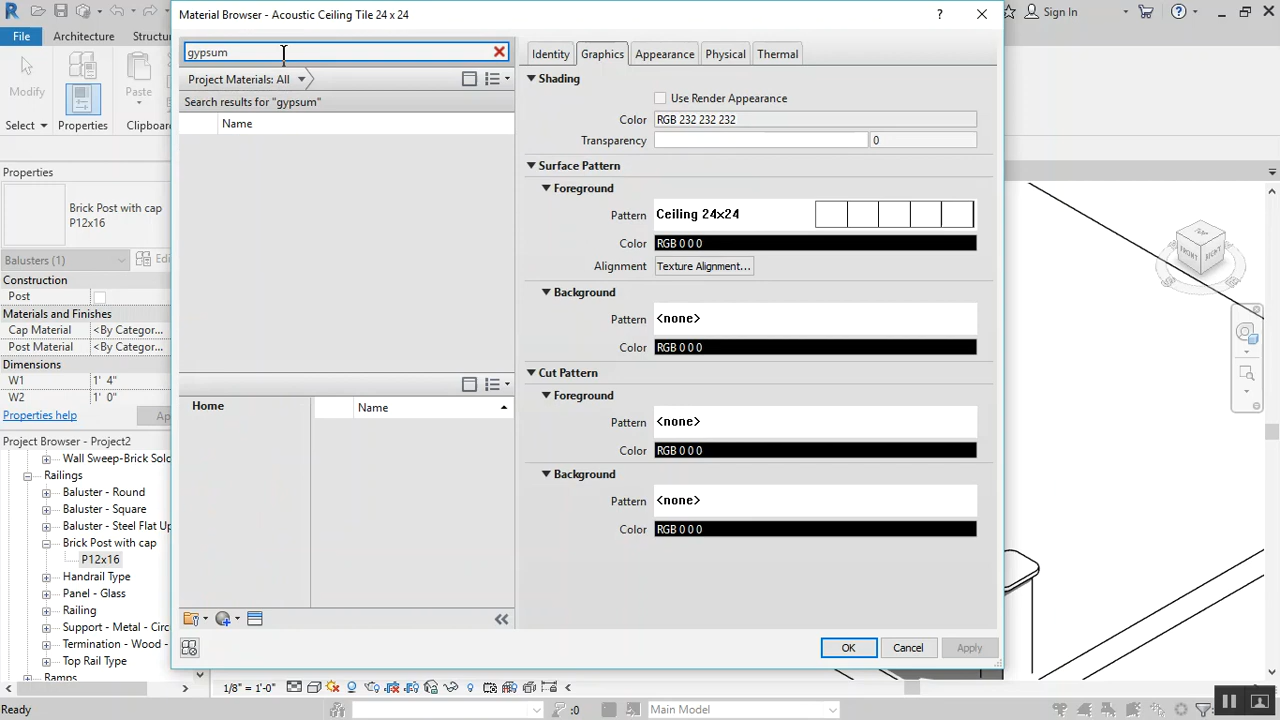 Material Browser - Acoustic Ceiling Tile 24 x 24
?
Sign In
File
Architecture
Modify
Properties
Paste
Select
Properties
Clipboard
gypsum
Project Materials: All
Search results for "gypsum"
Name
Home
Name
Identity
Graphics
Appearance
Physical
Thermal
Shading
Use Render Appearance
Color
RGB 232 232 232
Transparency
0
Surface Pattern
Foreground
Pattern
Ceiling 24x24
Color
RGB 0 0 0
Alignment
Texture Alignment...
Background
Pattern
<none>
Color
RGB 0 0 0
Cut Pattern
Foreground
Pattern
<none>
Color
RGB 0 0 0
Background
Pattern
<none>
Color
RGB 0 0 0
OK
Cancel
Apply
Properties
Brick Post with cap
P12x16
Balusters (1)
Construction
Post
Materials and Finishes
Cap Material
<By Categor...
Post Material
<By Categor...
Dimensions
W1
1' 4"
W2
1' 0"
Properties help
Project Browser - Project2
Wall Sweep-Brick Sol
Railings
Baluster - Round
Baluster - Square
Baluster - Steel Flat Up
Brick Post with cap
P12x16
Handrail Type
Panel - Glass
Railing
Support - Metal - Circ
Termination - Wood -
Top Rail Type
Ramps
FRONT
RIGHT
1/8" = 1'-0"
Ready
:0
Main Model